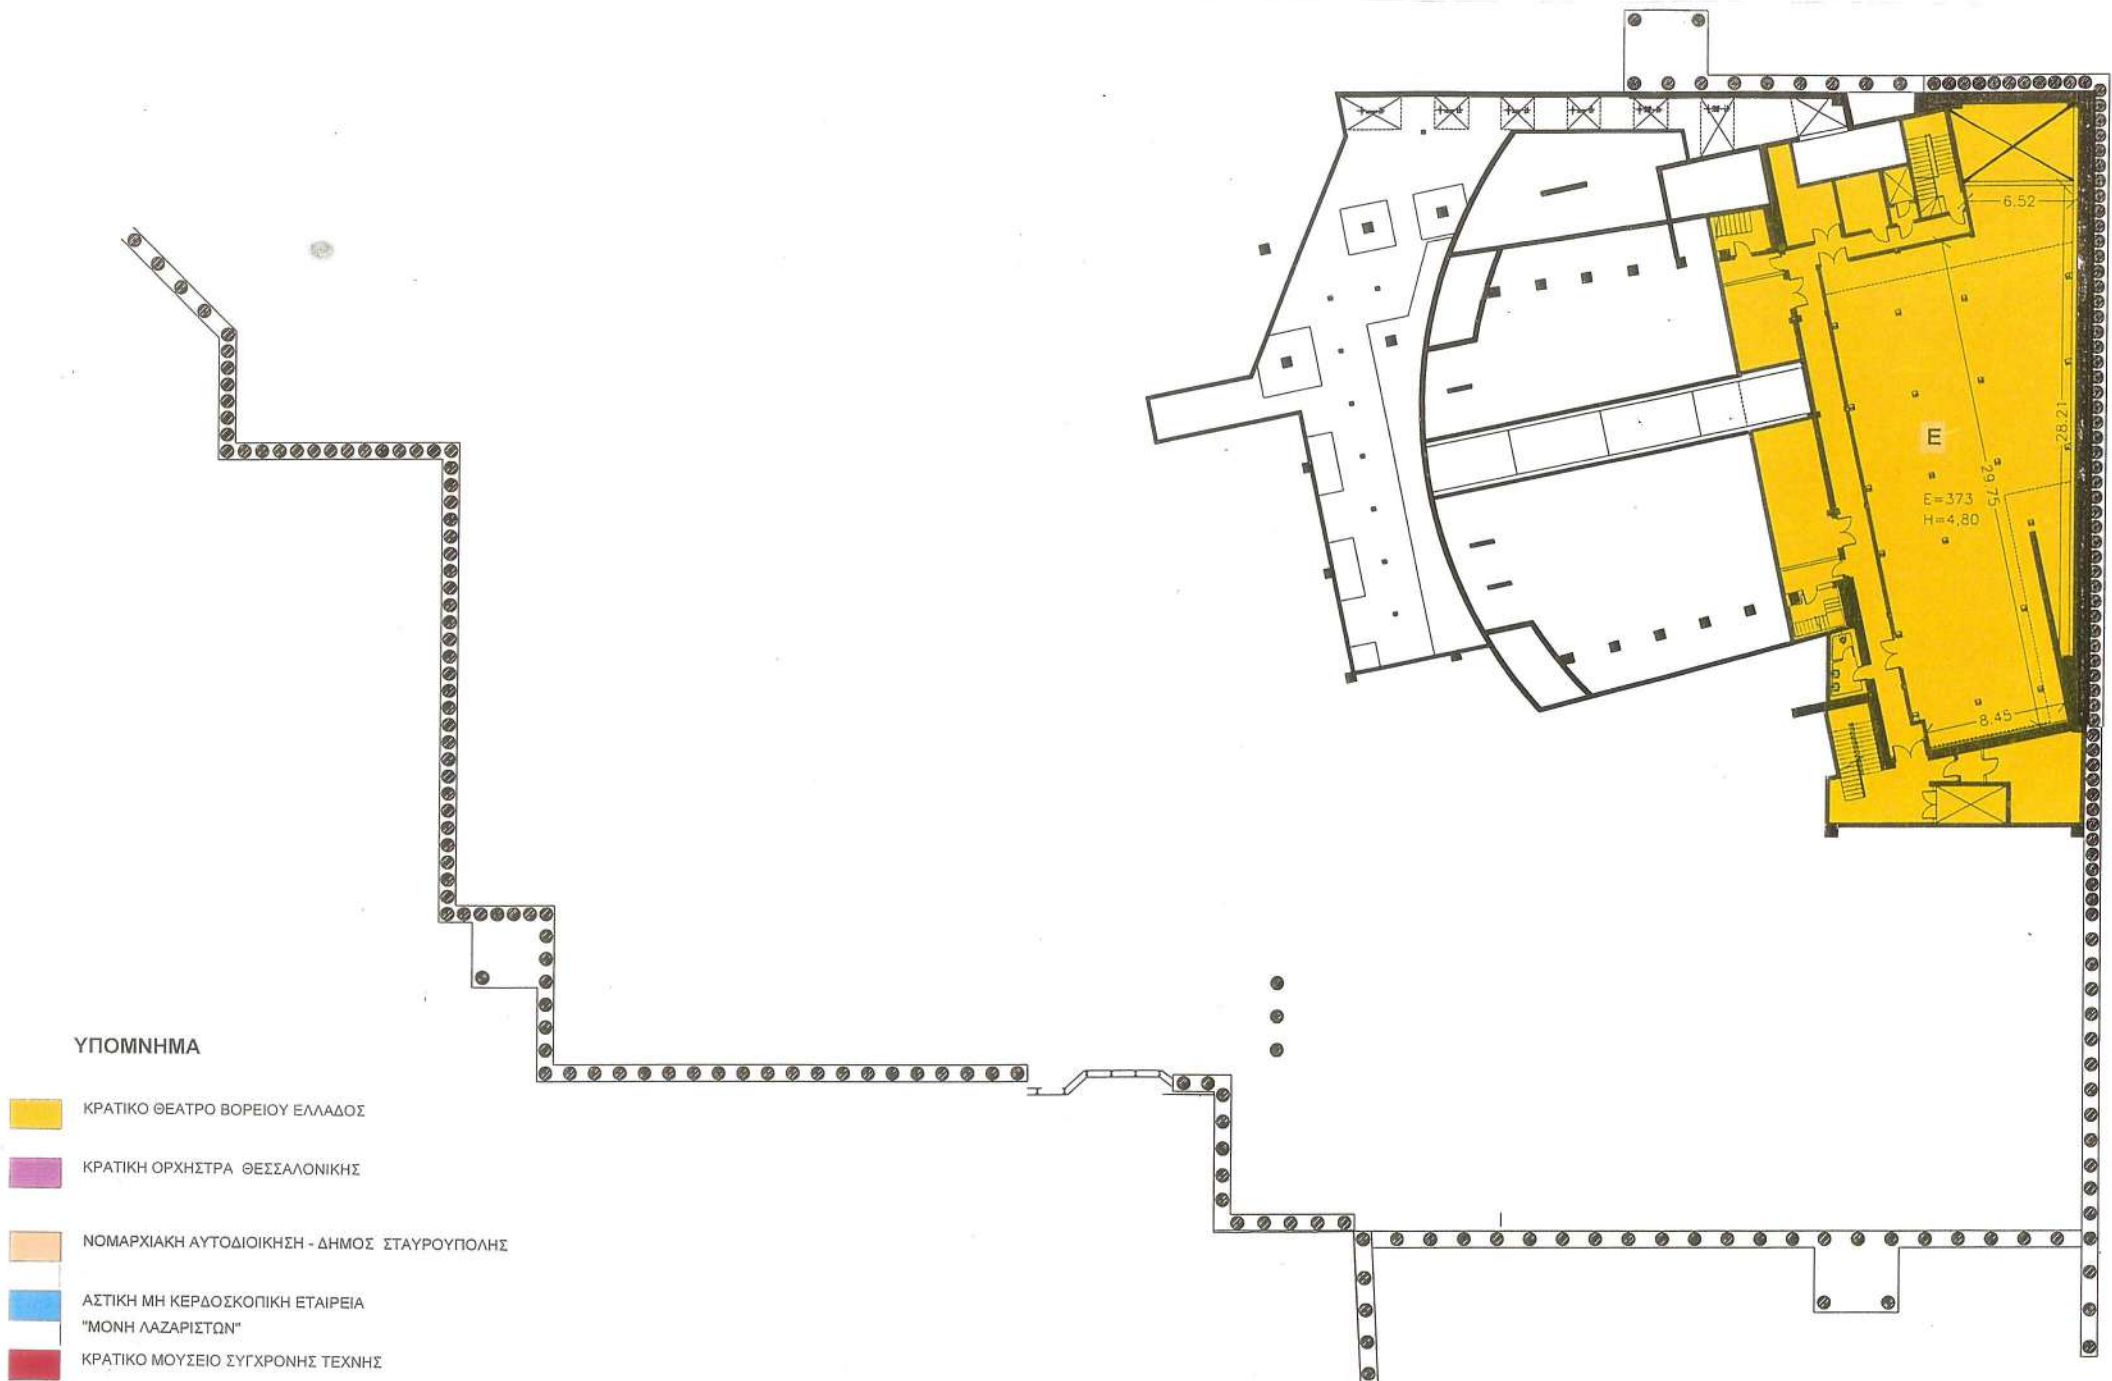 6.52
28.21
E
29.75
E=373
H=4,80
8.45
ΥΠΟΜΝΗΜΑ
ΚΡΑΤΙΚΟ ΘΕΑΤΡΟ ΒΟΡΕΙΟΥ ΕΛΛΑΔΟΣ
ΚΡΑΤΙΚΗ ΟΡΧΗΣΤΡΑ ΘΕΣΣΑΛΟΝΙΚΗΣ
ΝΟΜΑΡΧΙΑΚΗ ΑΥΤΟΔΙΟΙΚΗΣΗ - ΔΗΜΟΣ ΣΤΑΥΡΟΥΠΟΛΗΣ
ΑΣΤΙΚΗ ΜΗ ΚΕΡΔΟΣΚΟΠΙΚΗ ΕΤΑΙΡΕΙΑ
"ΜΟΝΗ ΛΑΖΑΡΙΣΤΩΝ"
ΚΡΑΤΙΚΟ ΜΟΥΣΕΙΟ ΣΥΓΧΡΟΝΗΣ ΤΕΧΝΗΣ